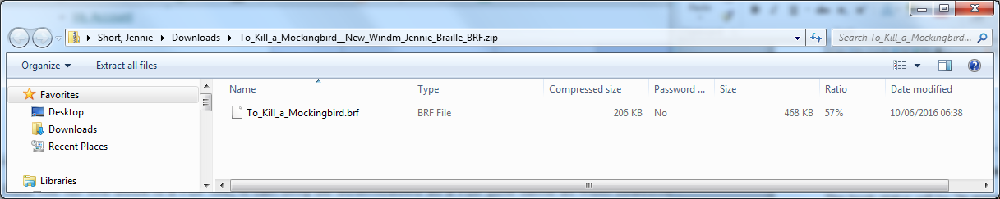 Short, Jennie Downloads To_Kill_a_Mockingbird__New_Windm_Jennie_Braille_BRF.zip Search To_Kill_a_Mockingbird...
Organize Extract all files
Favorites Name Type Compressed size Password ... Size Ratio Date modified
Desktop To_Kill_a_Mockingbird.brf BRF File 206 KB No 468 KB 57% 10/06/2016 06:38
Downloads
Recent Places
Libraries